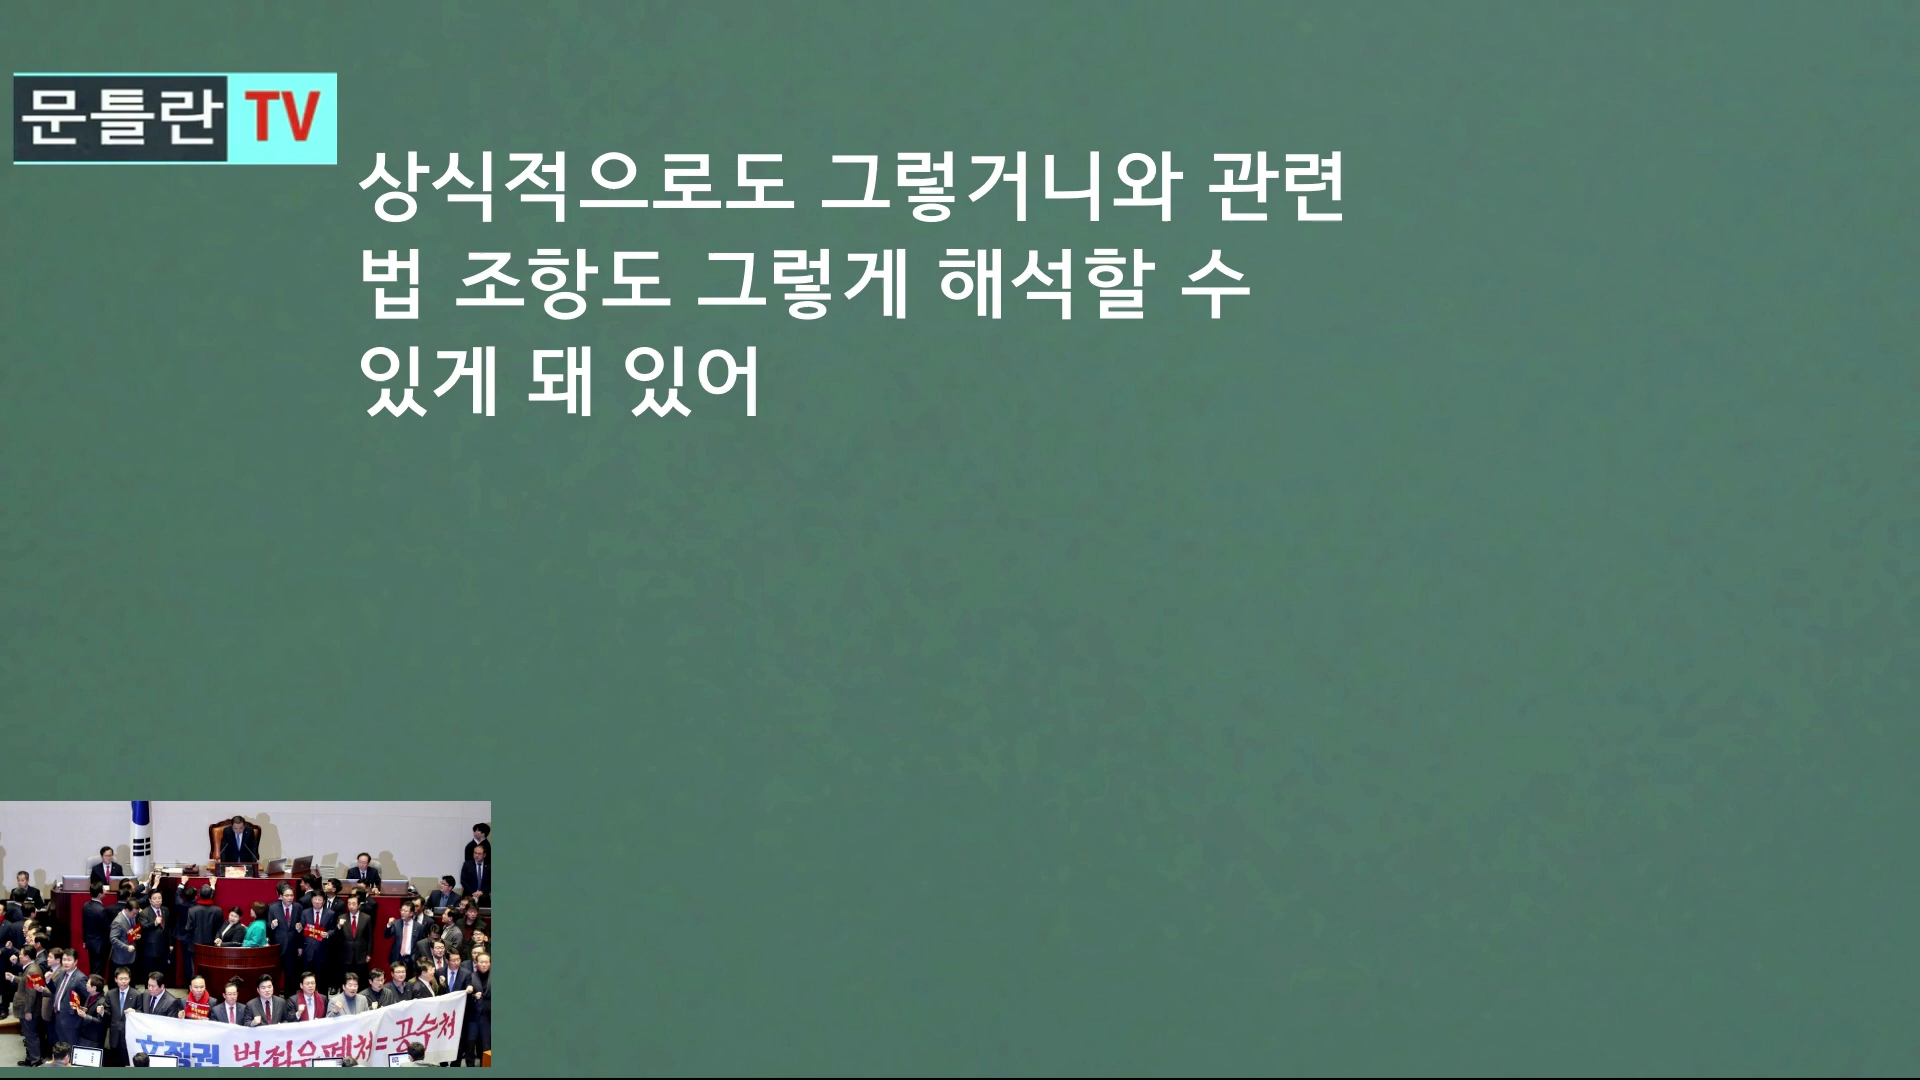 문틀란 TV
상식적으로도 그렇거니와 관련
법 조항도 그렇게 해석할 수
있게 돼 있어
文정권 범죄은폐처=공수처